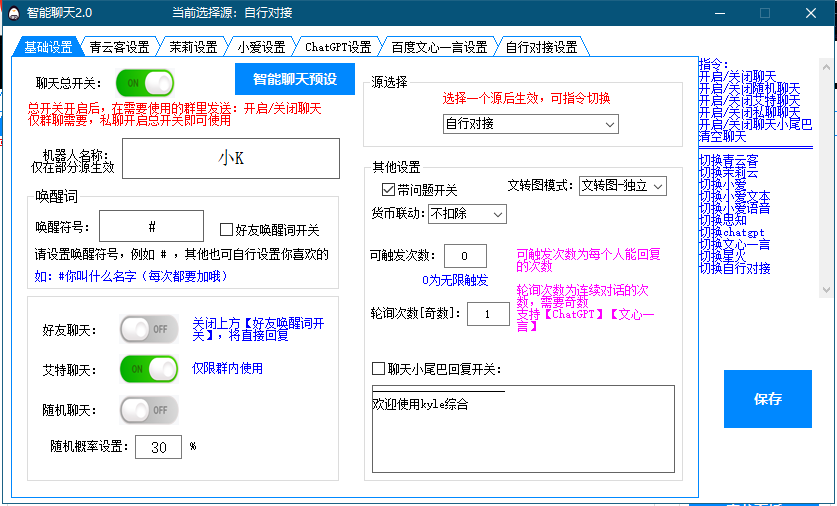 智能聊天2.0 当前选择源：自行对接
基础设置 青云客设置 茉莉设置 小爱设置 ChatGPT设置 百度文心一言设置 自行对接设置
聊天总开关： ON
智能聊天预设
总开关开启后，在需要使用的群里发送：开启/关闭聊天
仅群聊需要，私聊开启总开关即可使用
机器人名称：
仅在部分源生效
小K
唤醒词
唤醒符号： #
好友唤醒词开关
请设置唤醒符号，例如 # ，其他也可自行设置你喜欢的
如：#你叫什么名字（每次都要加哦）
好友聊天： OFF
关闭上方【好友唤醒词开
关】，将直接回复
艾特聊天： ON
仅限群内使用
随机聊天： OFF
随机概率设置： 30 %
源选择
选择一个源后生效，可指令切换
自行对接
其他设置
带问题开关
文转图模式： 文转图-独立
货币联动： 不扣除
可触发次数： 0
0为无限触发
可触发次数为每个人能回复
的次数
轮询次数[奇数]： 1
轮询次数为连续对话的次
数，需要奇数
支持【ChatGPT】【文心一
言】
聊天小尾巴回复开关：
欢迎使用kyle综合
指令：
开启/关闭聊天
开启/关闭随机聊天
开启/关闭艾特聊天
开启/关闭私聊聊天
开启/关闭聊天小尾巴
清空聊天
切换青云客
切换茉莉云
切换小爱
切换小爱文本
切换小爱语音
切换思知
切换chatgpt
切换文心一言
切换星火
切换自行对接
保存